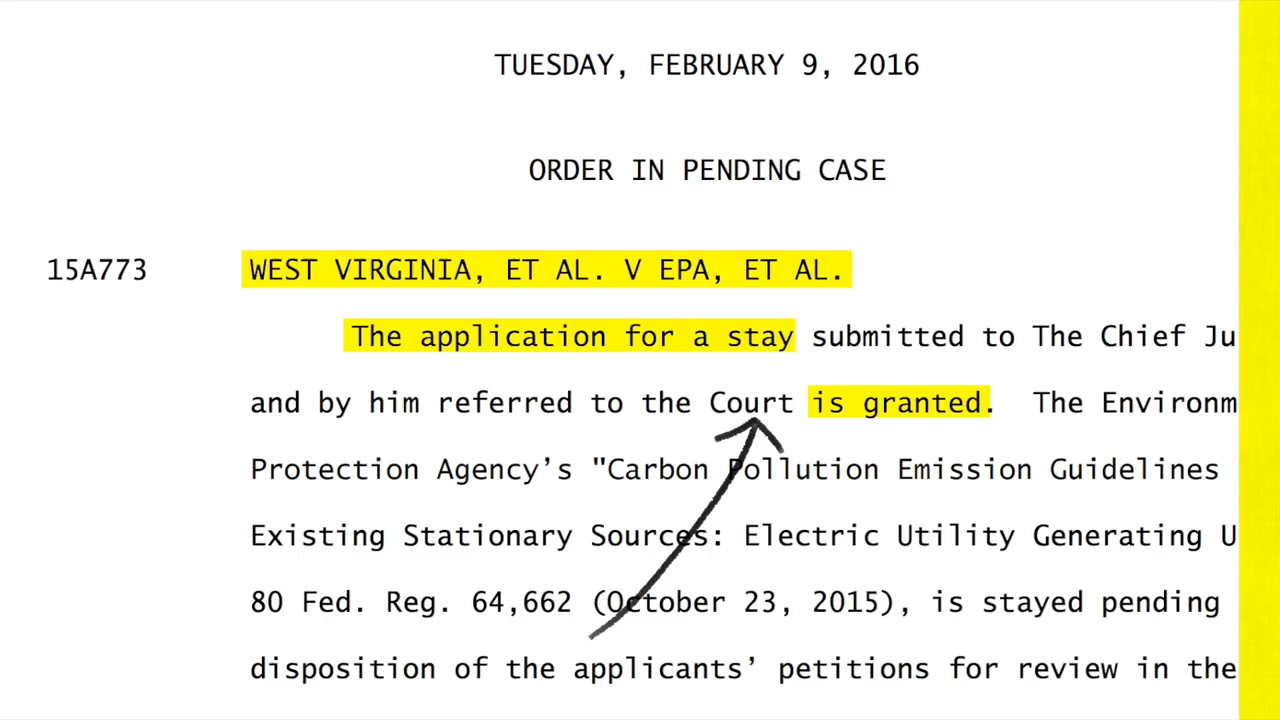 TUESDAY, FEBRUARY 9, 2016
ORDER IN PENDING CASE
15A773 WEST VIRGINIA, ET AL. V EPA, ET AL.
The application for a stay submitted to The Chief Ju
and by him referred to the Court is granted. The Environm
Protection Agency’s "Carbon Pollution Emission Guidelines
Existing Stationary Sources: Electric Utility Generating U
80 Fed. Reg. 64,662 (October 23, 2015), is stayed pending
disposition of the applicants’ petitions for review in the